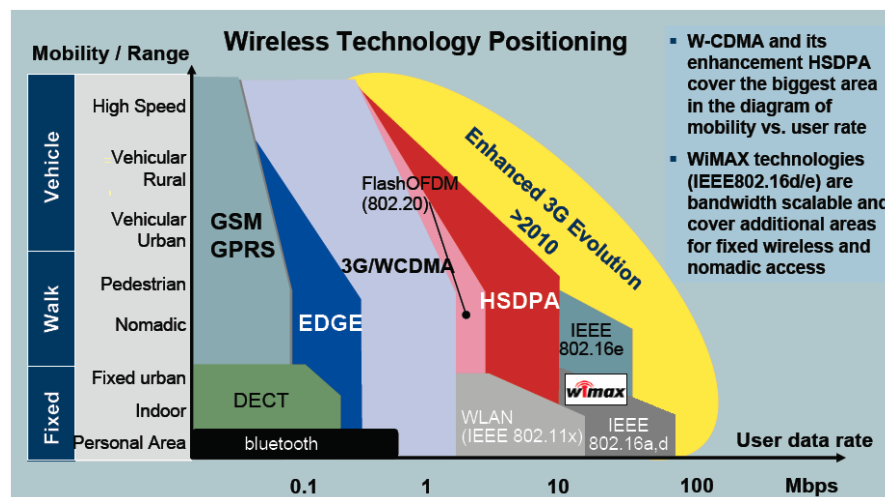 Wireless Technology Positioning
Mobility / Range
Vehicle
High Speed
Vehicular
Rural
Vehicular
Urban
Walk
Pedestrian
Nomadic
Fixed
Fixed urban
Indoor
Personal Area
GSM
GPRS
EDGE
DECT
bluetooth
3G/WCDMA
FlashOFDM
(802.20)
HSDPA
Enhanced 3G Evolution
>2010
IEEE
802.16e
wimax
WLAN
(IEEE 802.11x)
IEEE
802.16a,d
User data rate
0.1
1
10
100
Mbps
▪ W-CDMA and its
enhancement HSDPA
cover the biggest area
in the diagram of
mobility vs. user rate
▪ WiMAX technologies
(IEEE802.16d/e) are
bandwidth scalable and
cover additional areas
for fixed wireless and
nomadic access